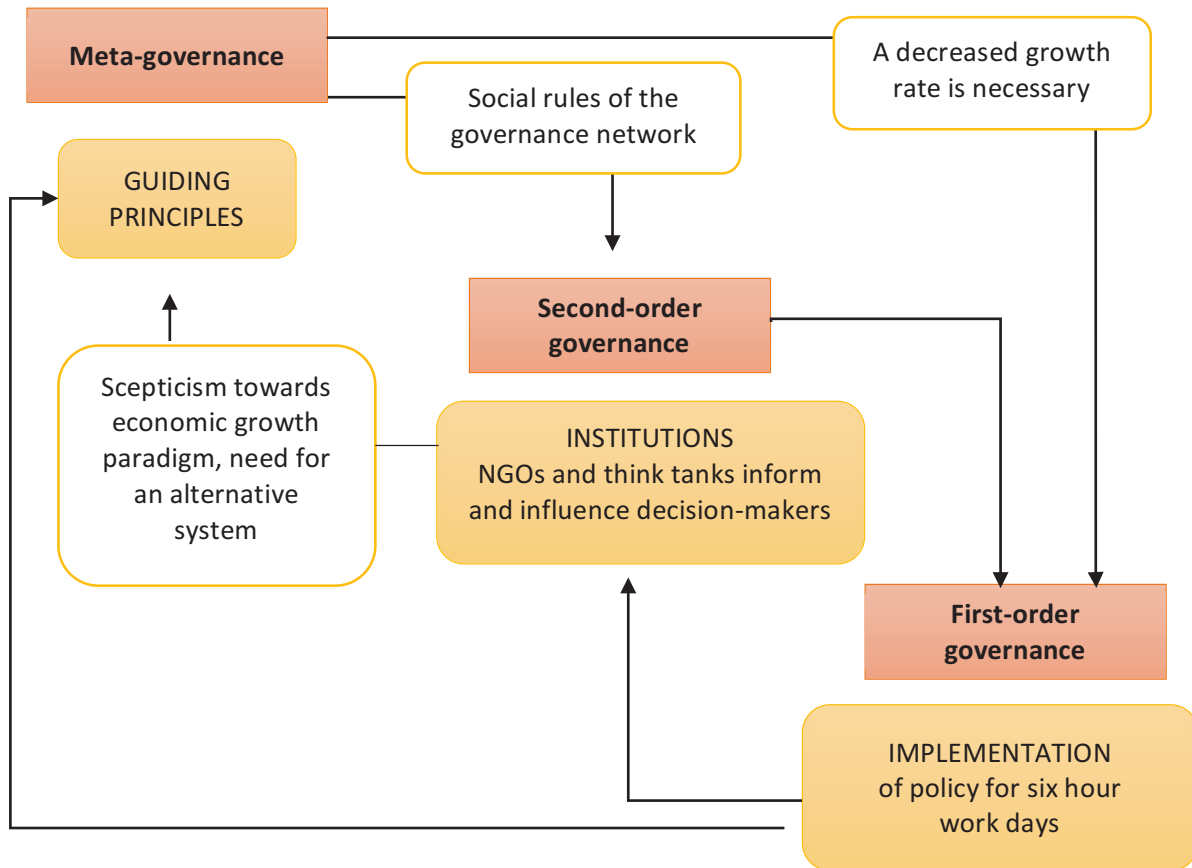 Meta-governance
A decreased growth
rate is necessary
Social rules of the
governance network
GUIDING
PRINCIPLES
Second-order
governance
Scepticism towards
economic growth
paradigm, need for
an alternative
system
INSTITUTIONS
NGOs and think tanks inform
and influence decision-makers
First-order
governance
IMPLEMENTATION
of policy for six hour
work days